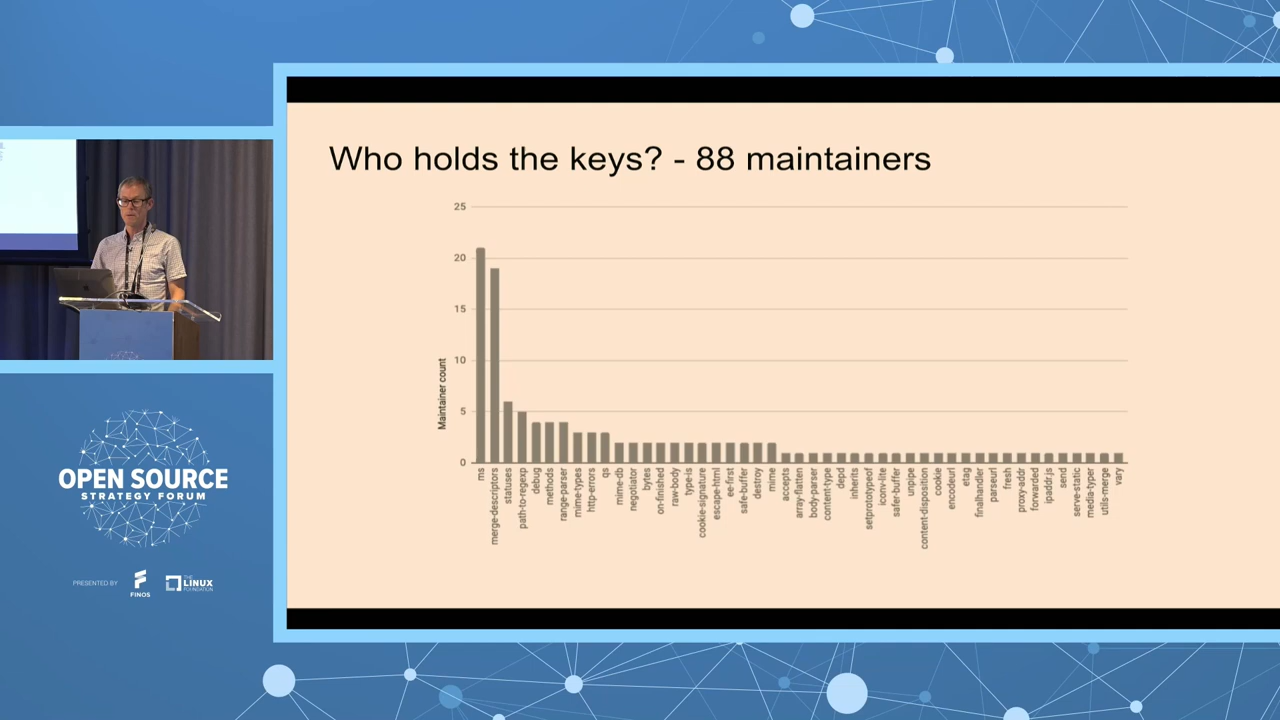 Who holds the keys? - 88 maintainers
25
20
15
10
5
0
Maintainer count
ms
merge-descriptors
statuses
path-to-regexp
debug
methods
range-parser
mime-types
http-errors
qs
mime-db
negotiator
bytes
on-finished
raw-body
type-is
cookie-signature
escape-html
ee-first
safe-buffer
destroy
mime
accepts
array-flatten
body-parser
content-type
depd
inherits
setprototypeof
iconv-lite
safer-buffer
unpipe
content-disposition
cookie
encodeurl
etag
finalhandler
parseurl
fresh
proxy-addr
forwarded
ipaddr.js
send
serve-static
media-typer
utils-merge
vary
OPEN SOURCE
STRATEGY FORUM
PRESENTED BY
FINOS
THE
LINUX
FOUNDATION